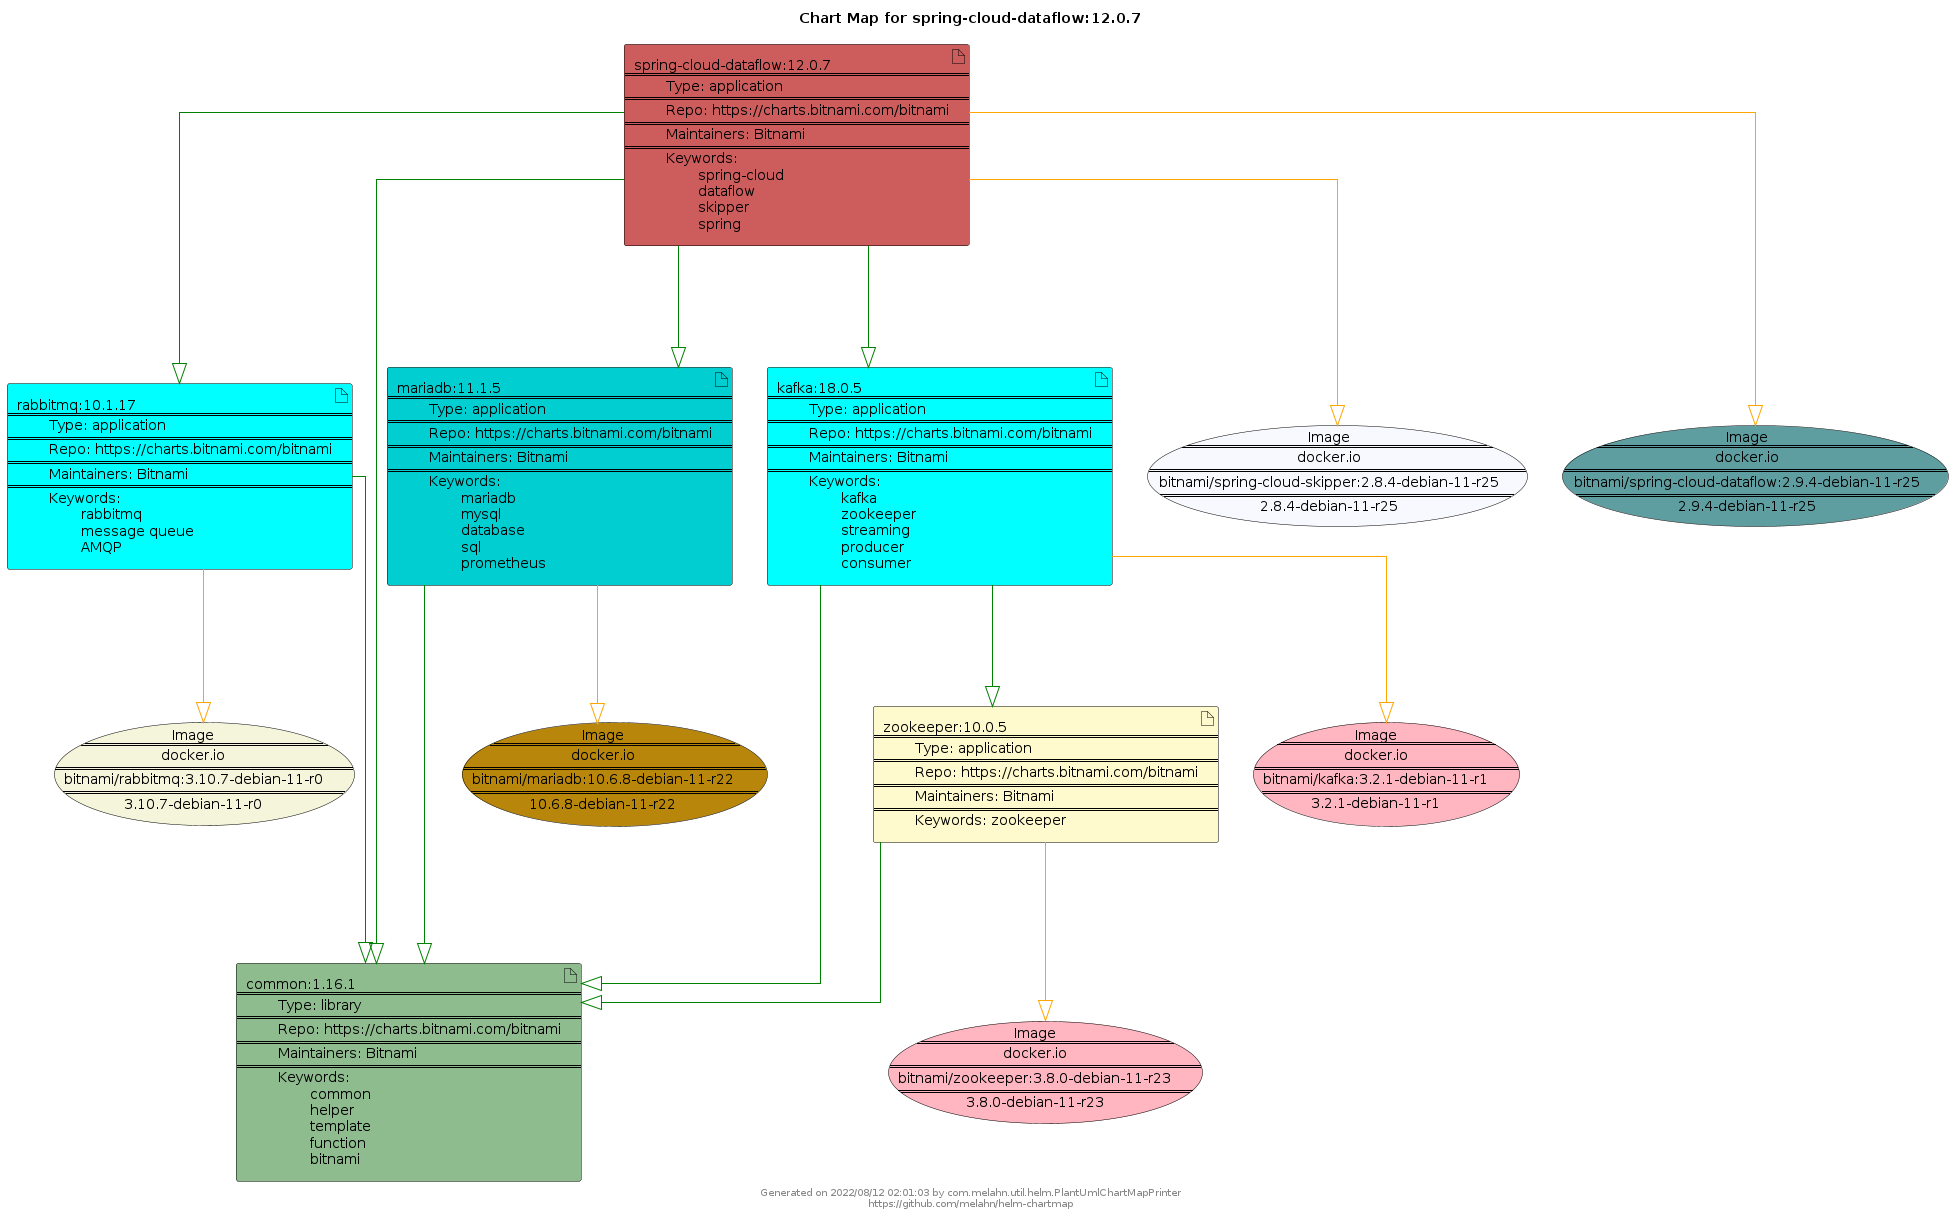 Chart Map for spring-cloud-dataflow:12.0.7
spring-cloud-dataflow:12.0.7
Type: application
Repo: https://charts.bitnami.com/bitnami
Maintainers: Bitnami
Keywords:
spring-cloud
dataflow
skipper
spring
rabbitmq:10.1.17
Type: application
Repo: https://charts.bitnami.com/bitnami
Maintainers: Bitnami
Keywords:
rabbitmq
message queue
AMQP
mariadb:11.1.5
Type: application
Repo: https://charts.bitnami.com/bitnami
Maintainers: Bitnami
Keywords:
mariadb
mysql
database
sql
prometheus
kafka:18.0.5
Type: application
Repo: https://charts.bitnami.com/bitnami
Maintainers: Bitnami
Keywords:
kafka
zookeeper
streaming
producer
consumer
Image
docker.io
bitnami/spring-cloud-skipper:2.8.4-debian-11-r25
2.8.4-debian-11-r25
Image
docker.io
bitnami/spring-cloud-dataflow:2.9.4-debian-11-r25
2.9.4-debian-11-r25
Image
docker.io
bitnami/rabbitmq:3.10.7-debian-11-r0
3.10.7-debian-11-r0
Image
docker.io
bitnami/mariadb:10.6.8-debian-11-r22
10.6.8-debian-11-r22
zookeeper:10.0.5
Type: application
Repo: https://charts.bitnami.com/bitnami
Maintainers: Bitnami
Keywords: zookeeper
Image
docker.io
bitnami/kafka:3.2.1-debian-11-r1
3.2.1-debian-11-r1
common:1.16.1
Type: library
Repo: https://charts.bitnami.com/bitnami
Maintainers: Bitnami
Keywords:
common
helper
template
function
bitnami
Image
docker.io
bitnami/zookeeper:3.8.0-debian-11-r23
3.8.0-debian-11-r23
Generated on 2022/08/12 02:01:03 by com.melahn.util.helm.PlantUmlChartMapPrinter
https://github.com/melahn/helm-chartmap